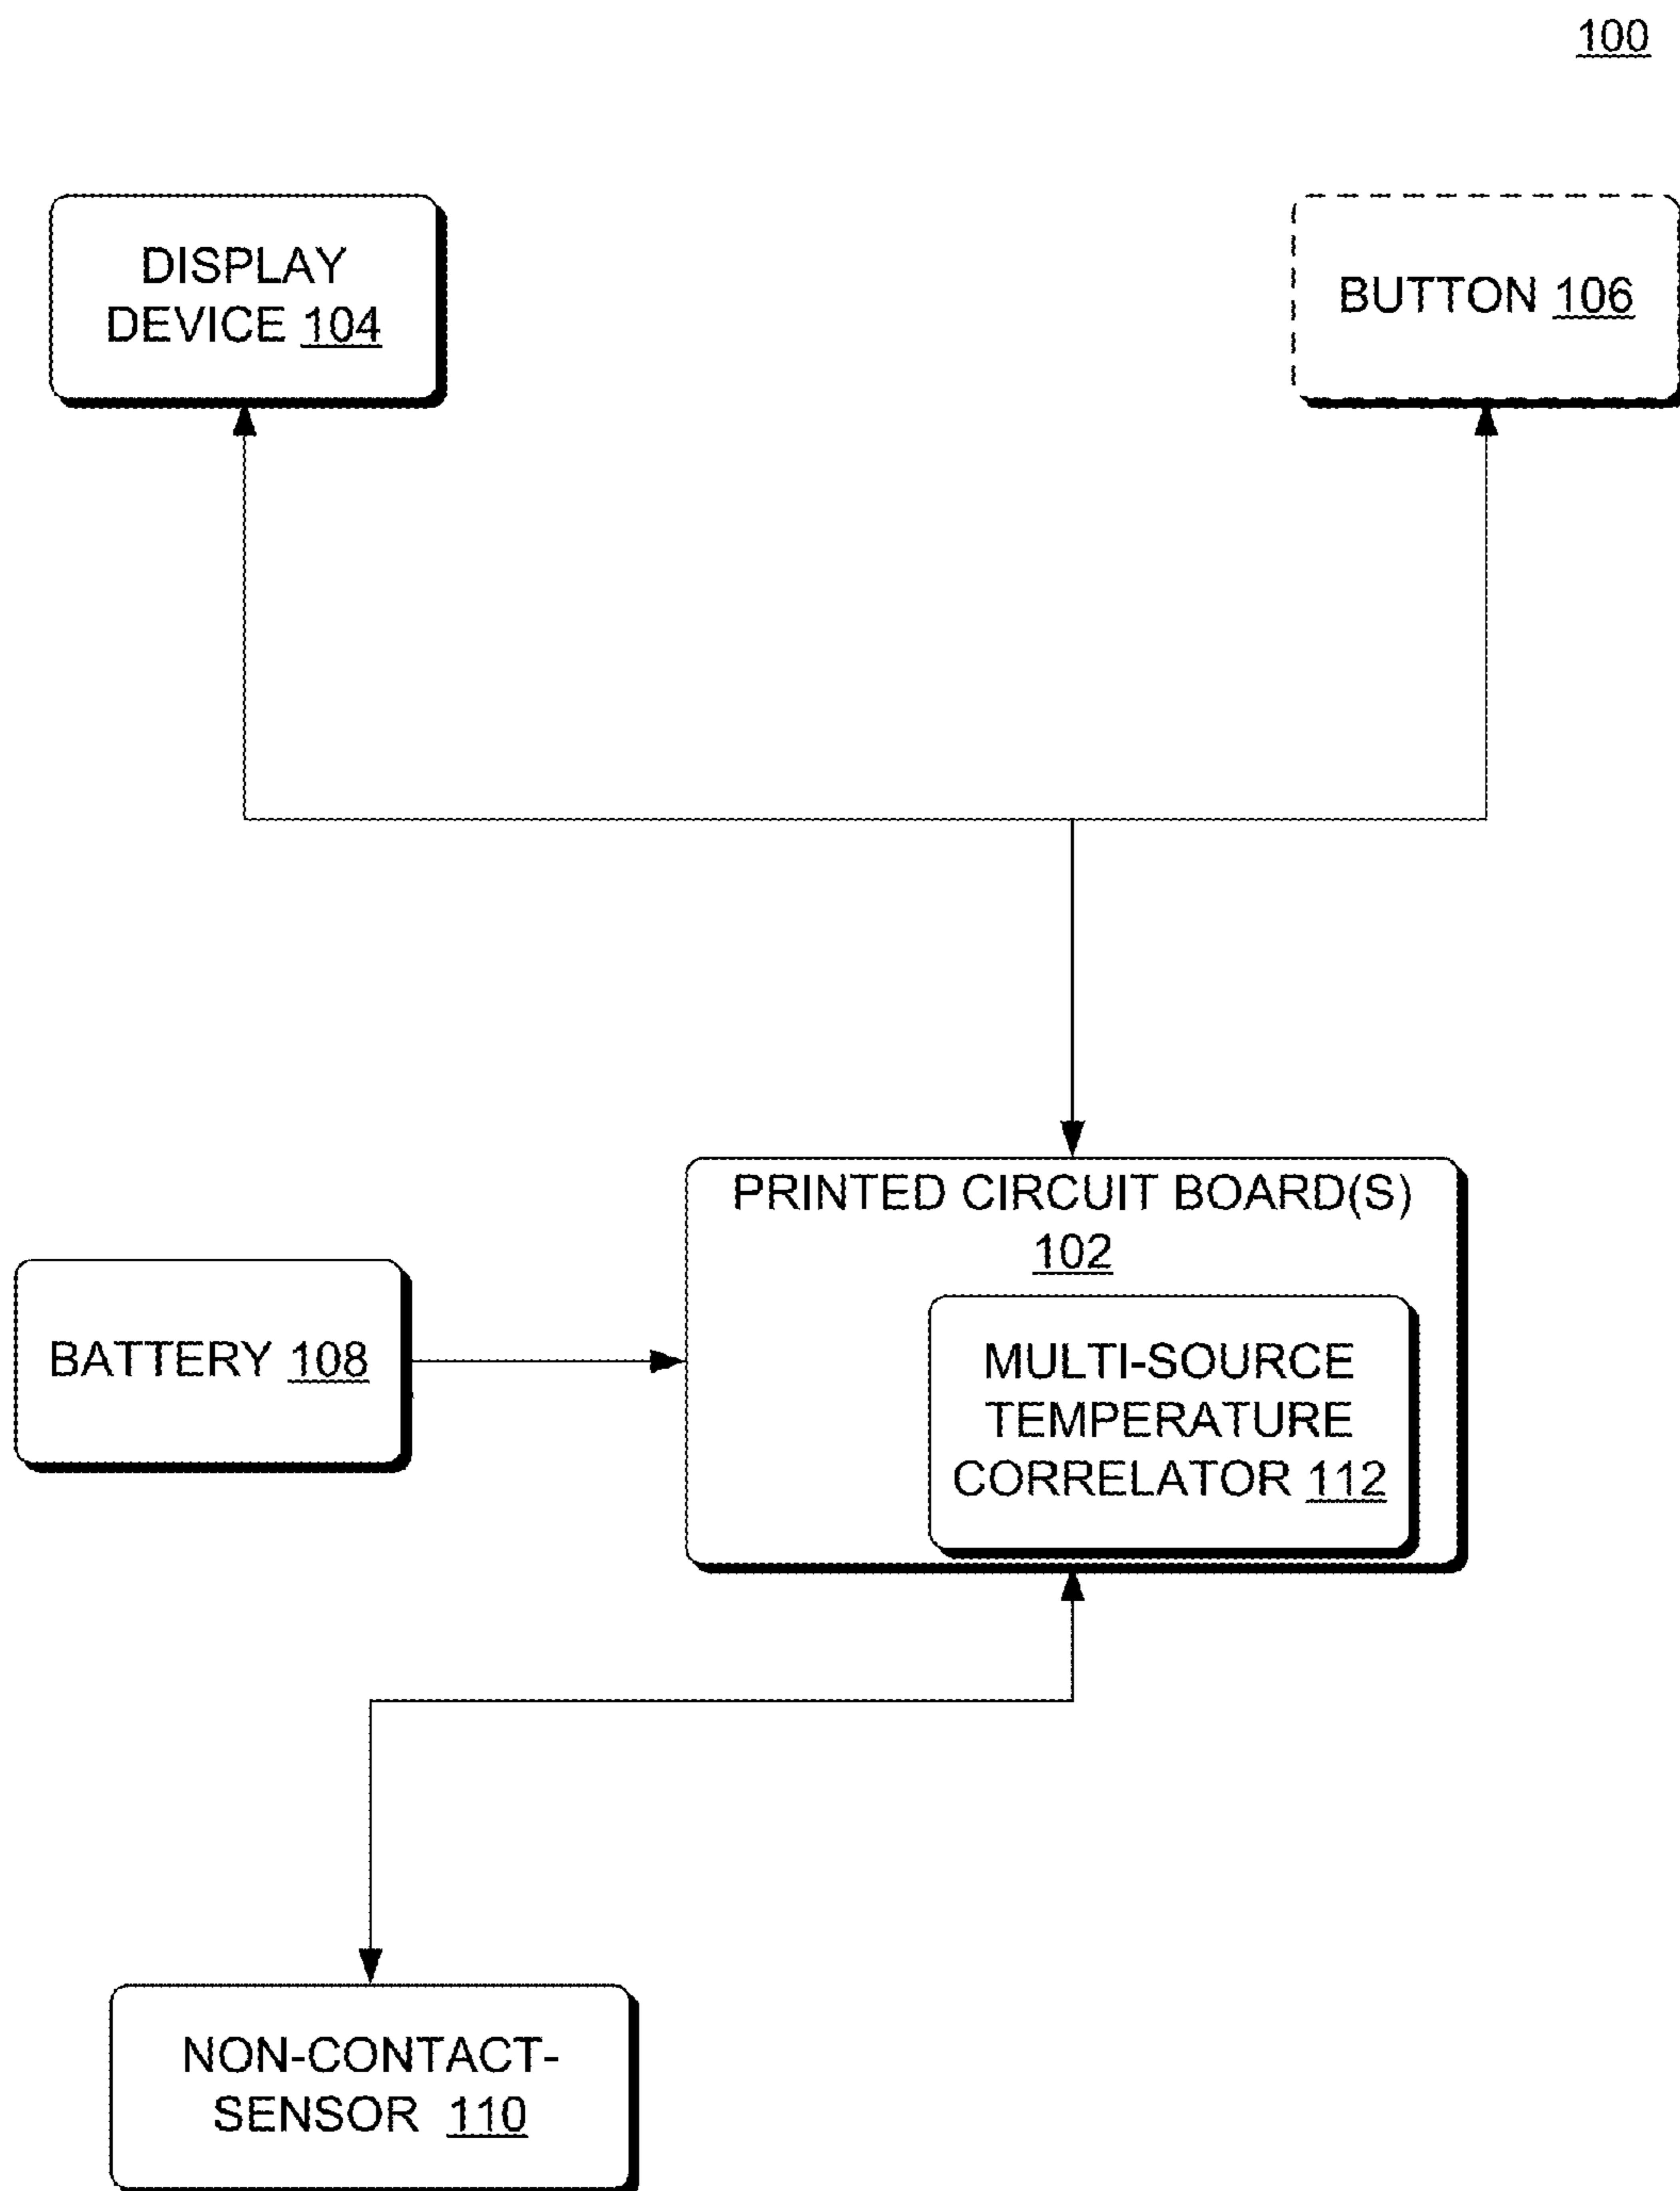 100
DISPLAY
DEVICE 104
BUTTON 106
PRINTED CIRCUIT BOARD(S)
102
BATTERY 108
MULTI-SOURCE
TEMPERATURE
CORRELATOR 112
NON-CONTACT-
SENSOR 110